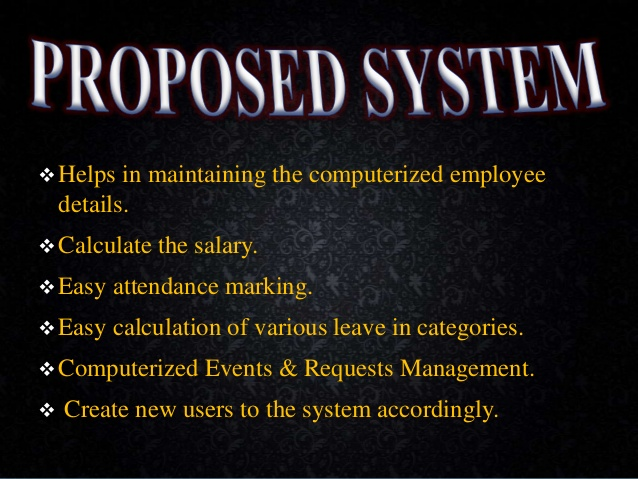 PROPOSED SYSTEM
❖Helps in maintaining the computerized employee
details.
❖Calculate the salary.
❖Easy attendance marking.
❖Easy calculation of various leave in categories.
❖Computerized Events & Requests Management.
❖ Create new users to the system accordingly.